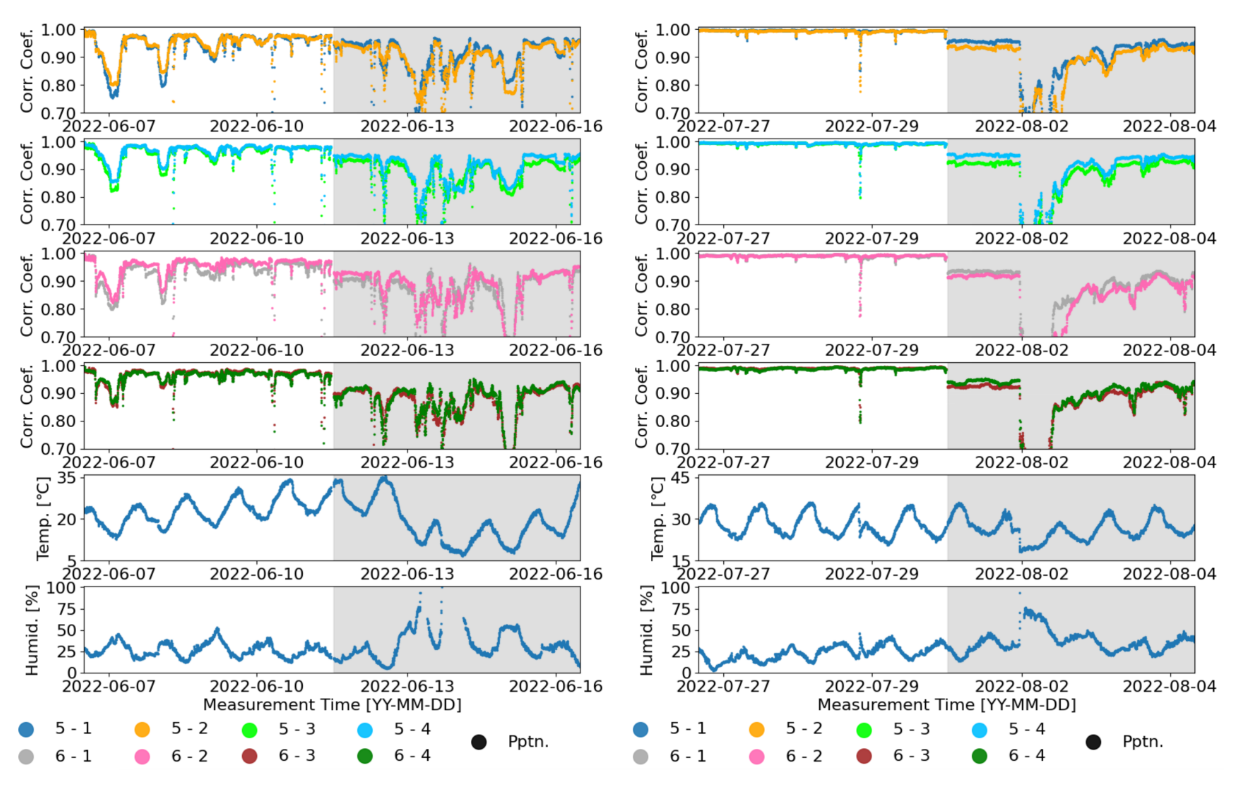 Corr. Coef. 1.00 0.90 0.80 0.70
2022-06-07 2022-06-10 2022-06-13 2022-06-16
Corr. Coef. 1.00 0.90 0.80 0.70
2022-07-27 2022-07-29 2022-08-02 2022-08-04
Corr. Coef. 1.00 0.90 0.80 0.70
2022-06-07 2022-06-10 2022-06-13 2022-06-16
Corr. Coef. 1.00 0.90 0.80 0.70
2022-07-27 2022-07-29 2022-08-02 2022-08-04
Corr. Coef. 1.00 0.90 0.80 0.70
2022-06-07 2022-06-10 2022-06-13 2022-06-16
Corr. Coef. 1.00 0.90 0.80 0.70
2022-07-27 2022-07-29 2022-08-02 2022-08-04
Corr. Coef. 1.00 0.90 0.80 0.70
2022-06-07 2022-06-10 2022-06-13 2022-06-16
Corr. Coef. 1.00 0.90 0.80 0.70
2022-07-27 2022-07-29 2022-08-02 2022-08-04
Temp. [°C] 35 20 5
2022-06-07 2022-06-10 2022-06-13 2022-06-16
Temp. [°C] 45 30 15
2022-07-27 2022-07-29 2022-08-02 2022-08-04
Humid. [%] 100 75 50 25 0
2022-06-07 2022-06-10 2022-06-13 2022-06-16
Measurement Time [YY-MM-DD]
Humid. [%] 100 75 50 25 0
2022-07-27 2022-07-29 2022-08-02 2022-08-04
Measurement Time [YY-MM-DD]
5 - 1 5 - 2 5 - 3 5 - 4
6 - 1 6 - 2 6 - 3 6 - 4
Pptn.
5 - 1 5 - 2 5 - 3 5 - 4
6 - 1 6 - 2 6 - 3 6 - 4
Pptn.